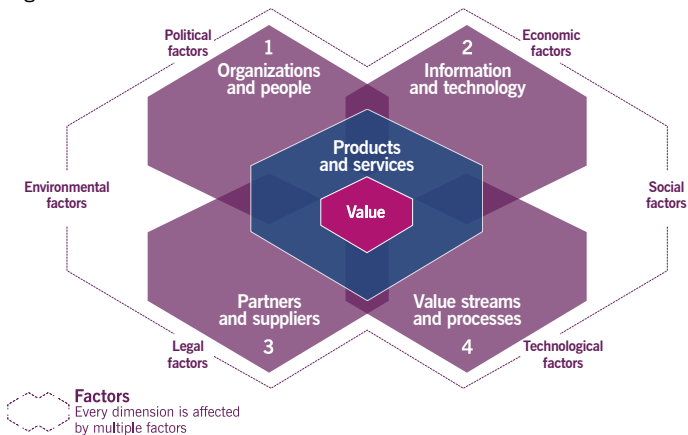 Political
factors
Economic
factors
1
Organizations
and people
2
Information
and technology
Products
and services
Environmental
factors
Value
Social
factors
Partners
and suppliers
3
Value streams
and processes
4
Legal
factors
Technological
factors
Factors
Every dimension is affected
by multiple factors